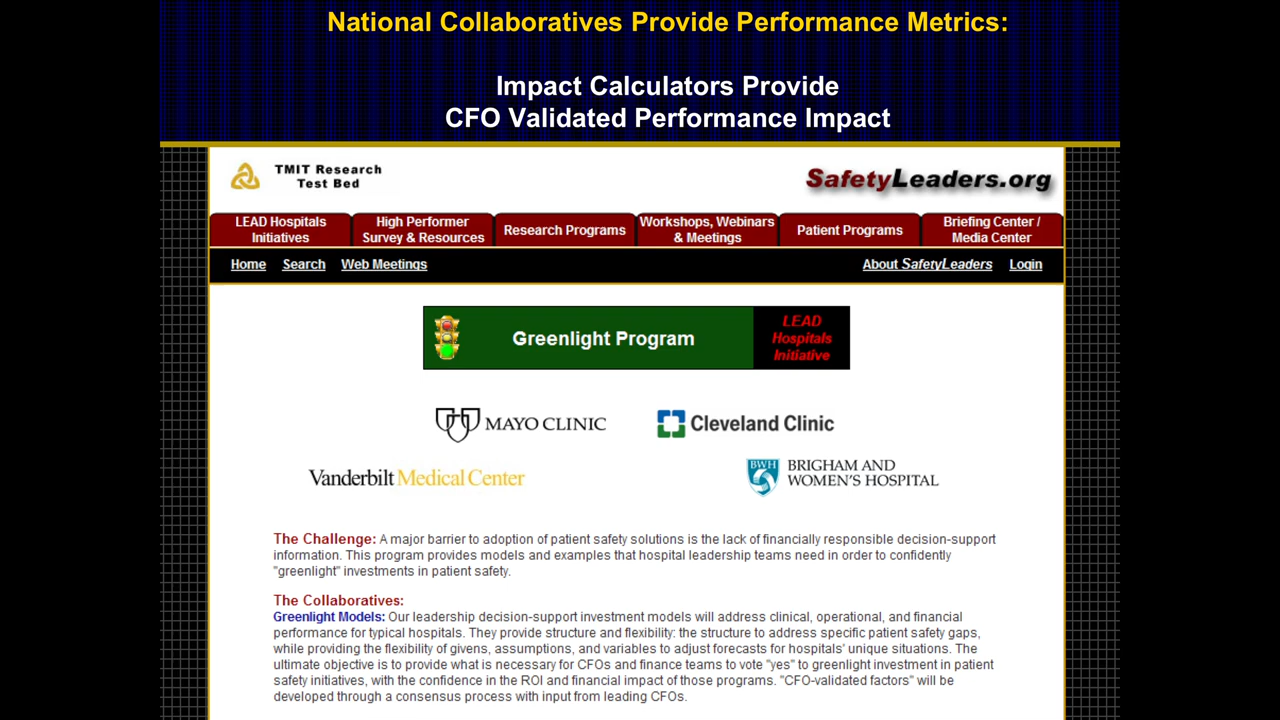 National Collaboratives Provide Performance Metrics:
Impact Calculators Provide
CFO Validated Performance Impact
TMIT Research
Test Bed
SafetyLeaders.org
LEAD Hospitals
Initiatives
High Performer
Survey & Resources
Research Programs
Workshops, Webinars
& Meetings
Patient Programs
Briefing Center /
Media Center
Home Search Web Meetings About SafetyLeaders Login
Greenlight Program
LEAD
Hospitals
Initiative
MAYO CLINIC
Cleveland Clinic
Vanderbilt Medical Center
BWH
BRIGHAM AND
WOMEN'S HOSPITAL
The Challenge: A major barrier to adoption of patient safety solutions is the lack of financially responsible decision-support
information. This program provides models and examples that hospital leadership teams need in order to confidently
"greenlight" investments in patient safety.
The Collaboratives:
Greenlight Models: Our leadership decision-support investment models will address clinical, operational, and financial
performance for typical hospitals. They provide structure and flexibility: the structure to address specific patient safety gaps,
while providing the flexibility of givens, assumptions, and variables to adjust forecasts for hospitals' unique situations. The
ultimate objective is to provide what is necessary for CFOs and finance teams to vote "yes" to greenlight investment in patient
safety initiatives, with the confidence in the ROI and financial impact of those programs. "CFO-validated factors" will be
developed through a consensus process with input from leading CFOs.